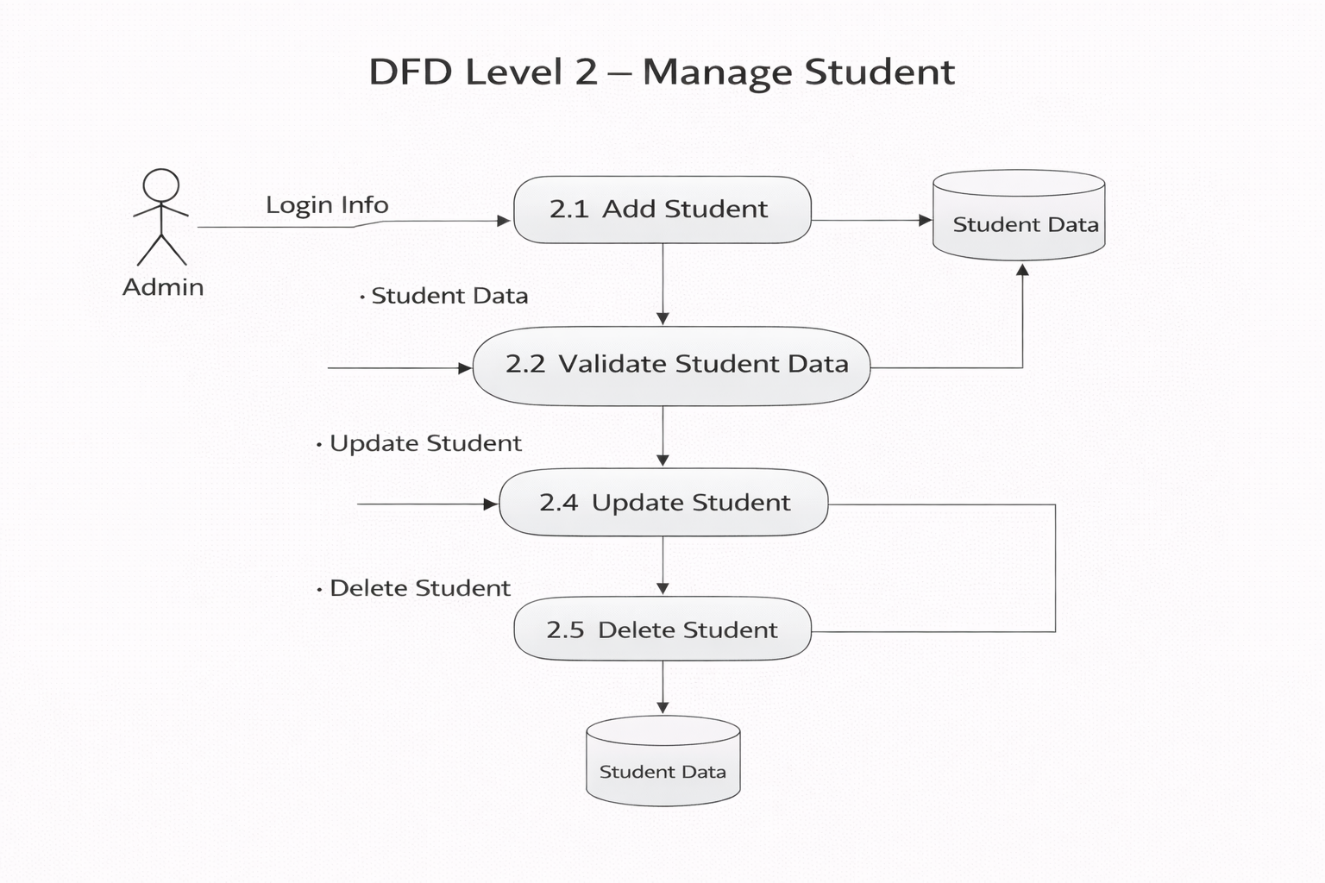 DFD Level 2 – Manage Student
Login Info
2.1 Add Student
Student Data
Admin
· Student Data
2.2 Validate Student Data
· Update Student
2.4 Update Student
· Delete Student
2.5 Delete Student
Student Data